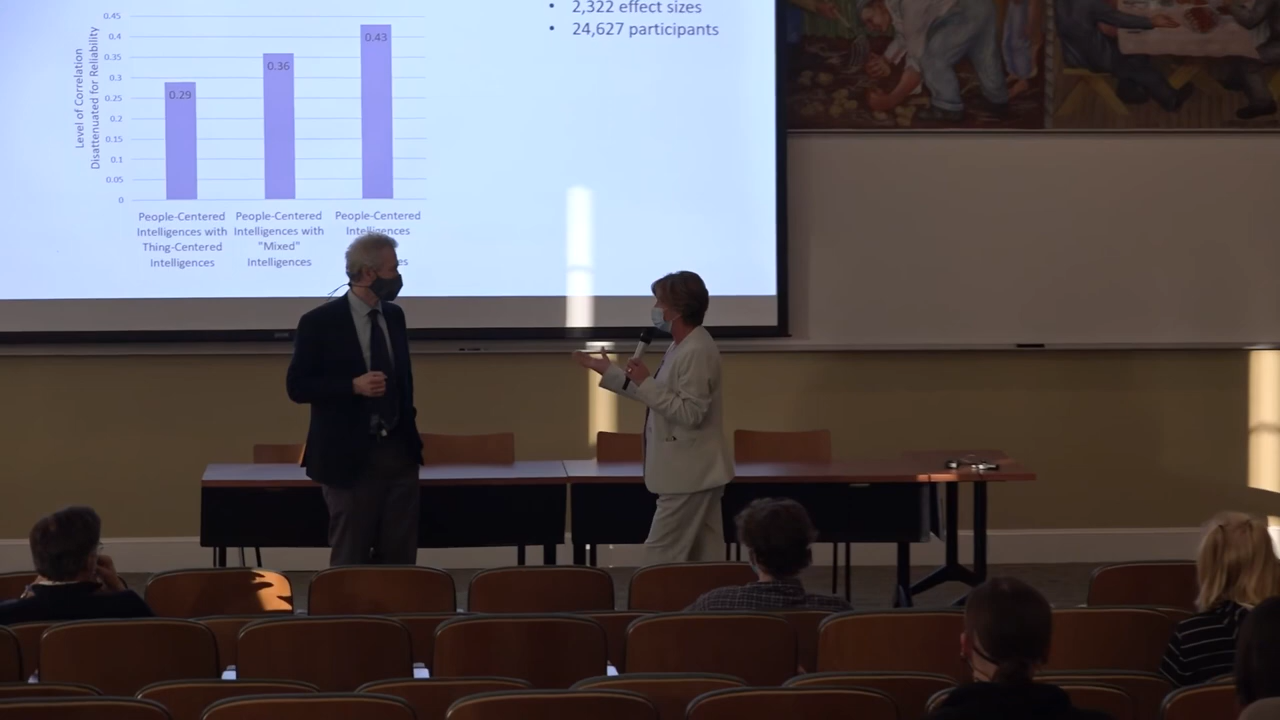 • 2,322 effect sizes
• 24,627 participants
Level of Correlation
Disattenuated for Reliability
0.45
0.4
0.35
0.3
0.25
0.2
0.15
0.1
0.05
0
0.29
0.36
0.43
People-Centered
Intelligences with
Thing-Centered
Intelligences
People-Centered
Intelligences with
"Mixed"
Intelligences
People-Centered
Intelligences